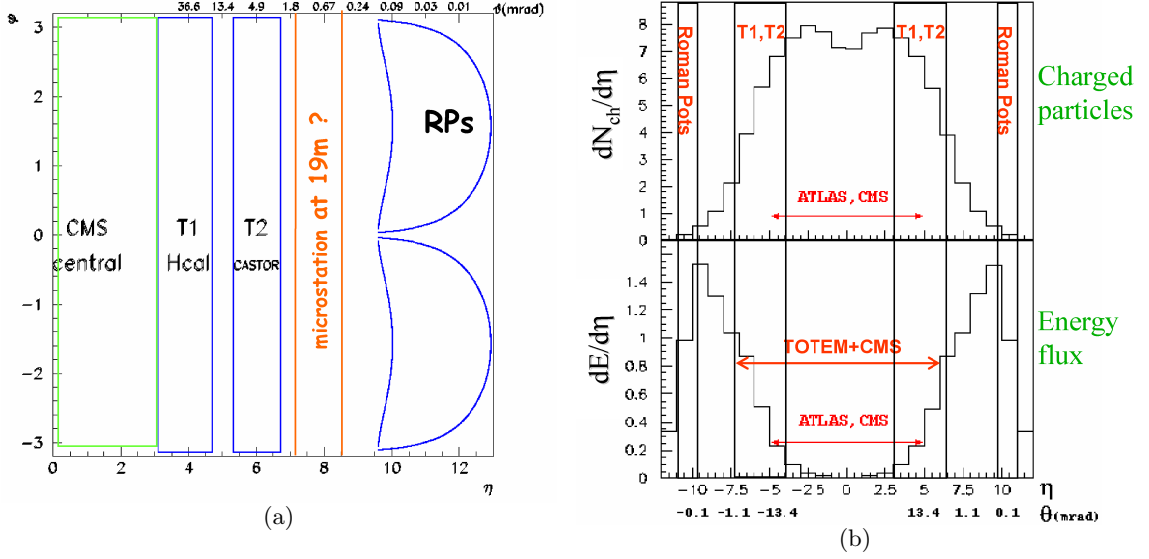 φ
36.6 13.4 4.9 1.8 0.67 0.24 0.09 0.03 0.01 ϑ(mrad)
3
2
1
0
−1
−2
−3
CMS
central
T1
Hcal
T2
CASTOR
microstation at 19m ?
RPs
0 2 4 6 8 10 12
η
(a)
dN_ch/dη
8
7
6
5
4
3
2
1
0
Roman Pots
T1,T2
T1,T2
Roman Pots
ATLAS,CMS
Charged
particles
dE/dη
1.4
1.2
1
0.8
0.6
0.4
0.2
0
TOTEM+CMS
ATLAS,CMS
Energy
flux
−10 −7.5 −5 −2.5 0 2.5 5 7.5 10 η
−0.1 −1.1 −13.4 13.4 1.1 0.1 θ(mrad)
(b)